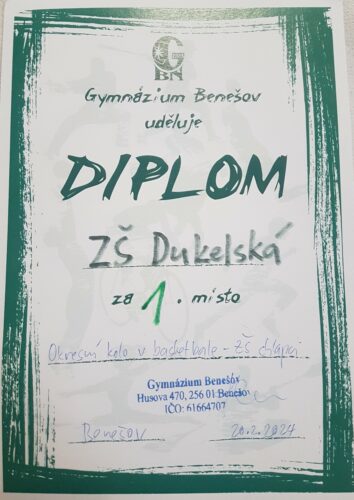 G
BN
Gymnázium Benešov
uděluje
DIPLOM
ZŠ Dukelská
za 1. místo
Okresní kolo v basketbale - ZŠ chlapci
Gymnázium Benešov
Husova 470, 256 01 Benešov
IČO: 61664707
Benešov 20.2.2024